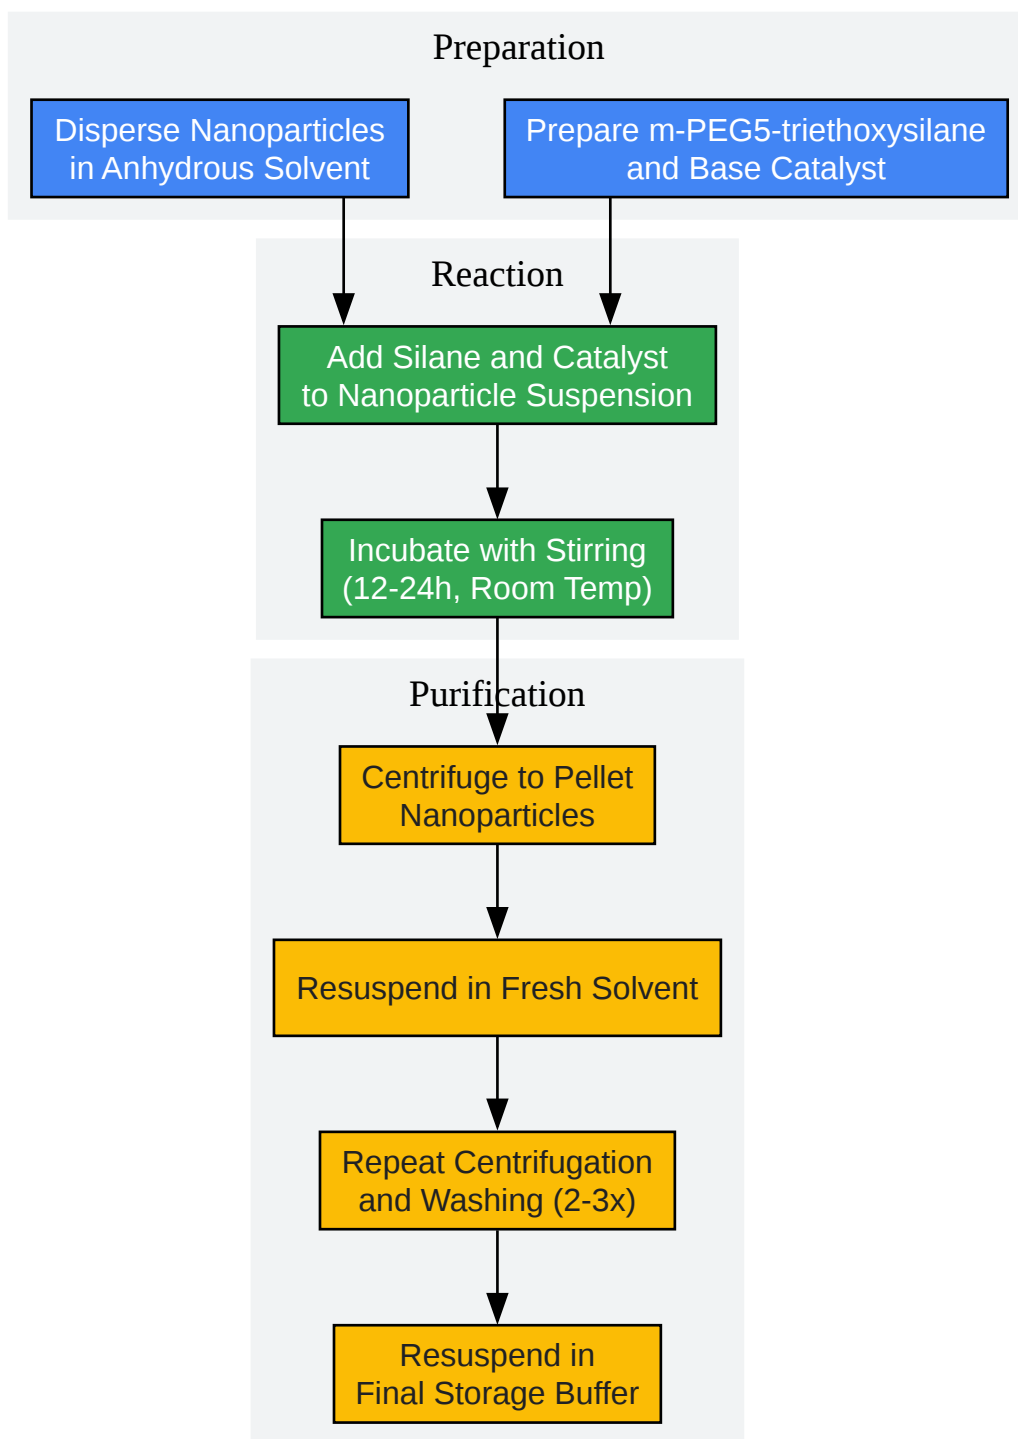 Preparation
Disperse Nanoparticles
in Anhydrous Solvent
Prepare m-PEG5-triethoxysilane
and Base Catalyst
Reaction
Add Silane and Catalyst
to Nanoparticle Suspension
Incubate with Stirring
(12-24h, Room Temp)
Purification
Centrifuge to Pellet
Nanoparticles
Resuspend in Fresh Solvent
Repeat Centrifugation
and Washing (2-3x)
Resuspend in
Final Storage Buffer